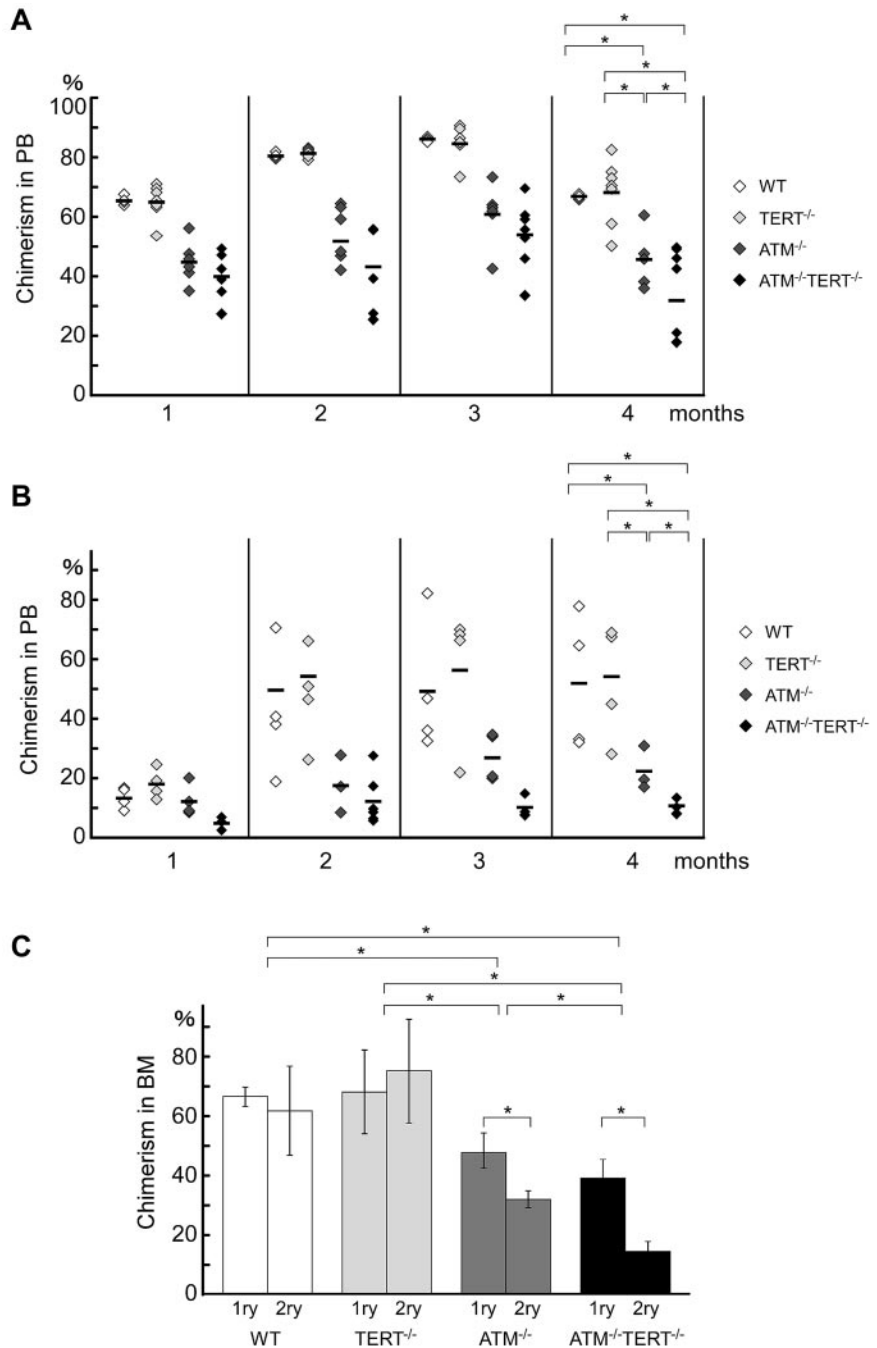 A
* 
*
*
* *
%
100
80
60
40
20
0
Chimerism in PB
WT
TERT-/-
ATM-/-
ATM-/-TERT-/-
1 2 3 4 months
B
*
*
*
* *
%
80
60
40
20
0
Chimerism in PB
WT
TERT-/-
ATM-/-
ATM-/-TERT-/-
1 2 3 4 months
C
*
*
*
* *
%
80
60
40
20
0
Chimerism in BM
* *
1ry 2ry 1ry 2ry 1ry 2ry 1ry 2ry
WT TERT-/- ATM-/- ATM-/-TERT-/-